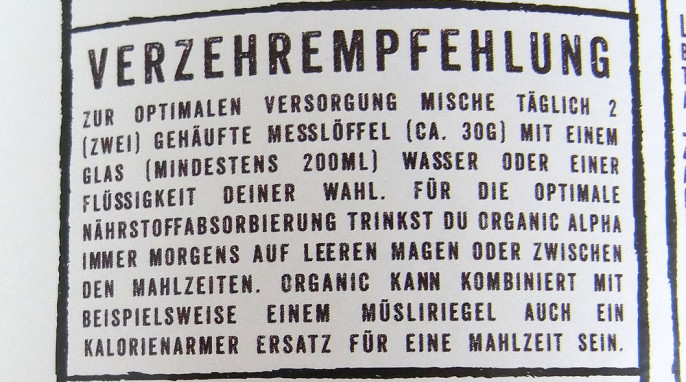 VERZEHREMPFEHLUNG
ZUR OPTIMALEN VERSORGUNG MISCHE TÄGLICH 2
(ZWEI) GEHÄUFTE MESSLÖFFEL (CA. 30G) MIT EINEM
GLAS (MINDESTENS 200ML) WASSER ODER EINER
FLÜSSIGKEIT DEINER WAHL. FÜR DIE OPTIMALE
NÄHRSTOFFABSORBIERUNG TRINKST DU ORGANIC ALPHA
IMMER MORGENS AUF LEEREN MAGEN ODER ZWISCHEN
DEN MAHLZEITEN. ORGANIC KANN KOMBINIERT MIT
BEISPIELSWEISE EINEM MÜSLIRIEGEL AUCH EIN
KALORIENARMER ERSATZ FÜR EINE MAHLZEIT SEIN.